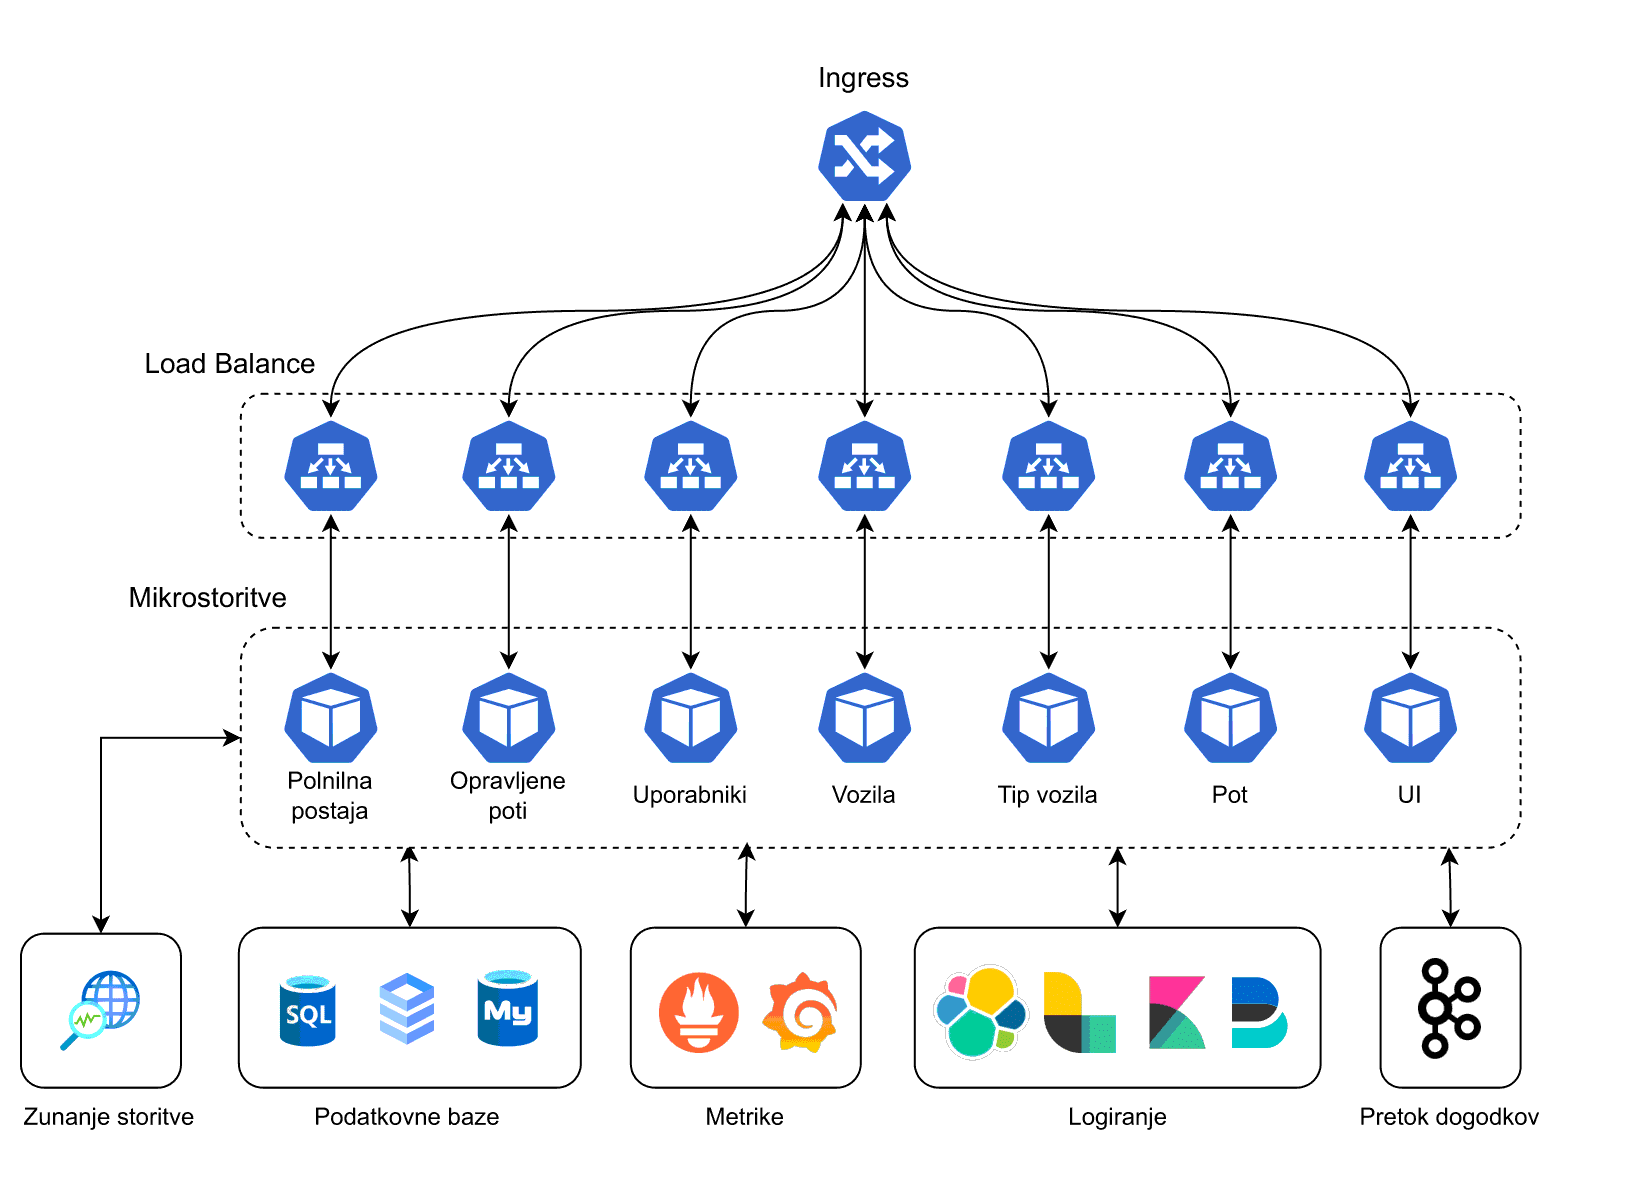 Ingress
Load Balance
Mikrostoritve
Polnilna
postaja
Opravljene
poti
Uporabniki
Vozila
Tip vozila
Pot
UI
SQL
My
Zunanje storitve
Podatkovne baze
Metrike
Logiranje
Pretok dogodkov